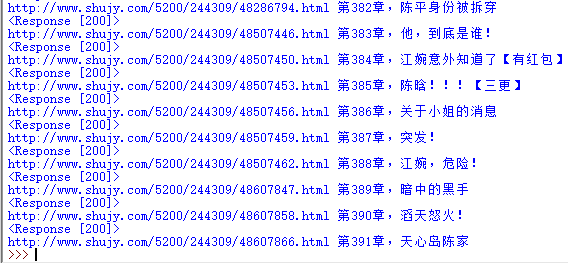 http://www.shujy.com/5200/244309/48286794.html 第382章，陈平身份被拆穿
<Response [200]>
http://www.shujy.com/5200/244309/48507446.html 第383章，他，到底是谁！
<Response [200]>
http://www.shujy.com/5200/244309/48507450.html 第384章，江婉意外知道了【有红包】
<Response [200]>
http://www.shujy.com/5200/244309/48507453.html 第385章，陈晗！！！【三更】
<Response [200]>
http://www.shujy.com/5200/244309/48507456.html 第386章，关于小姐的消息
<Response [200]>
http://www.shujy.com/5200/244309/48507459.html 第387章，突发！
<Response [200]>
http://www.shujy.com/5200/244309/48507462.html 第388章，江婉，危险！
<Response [200]>
http://www.shujy.com/5200/244309/48607847.html 第389章，暗中的黑手
<Response [200]>
http://www.shujy.com/5200/244309/48607858.html 第390章，滔天怒火！
<Response [200]>
http://www.shujy.com/5200/244309/48607866.html 第391章，天心岛陈家
>>>